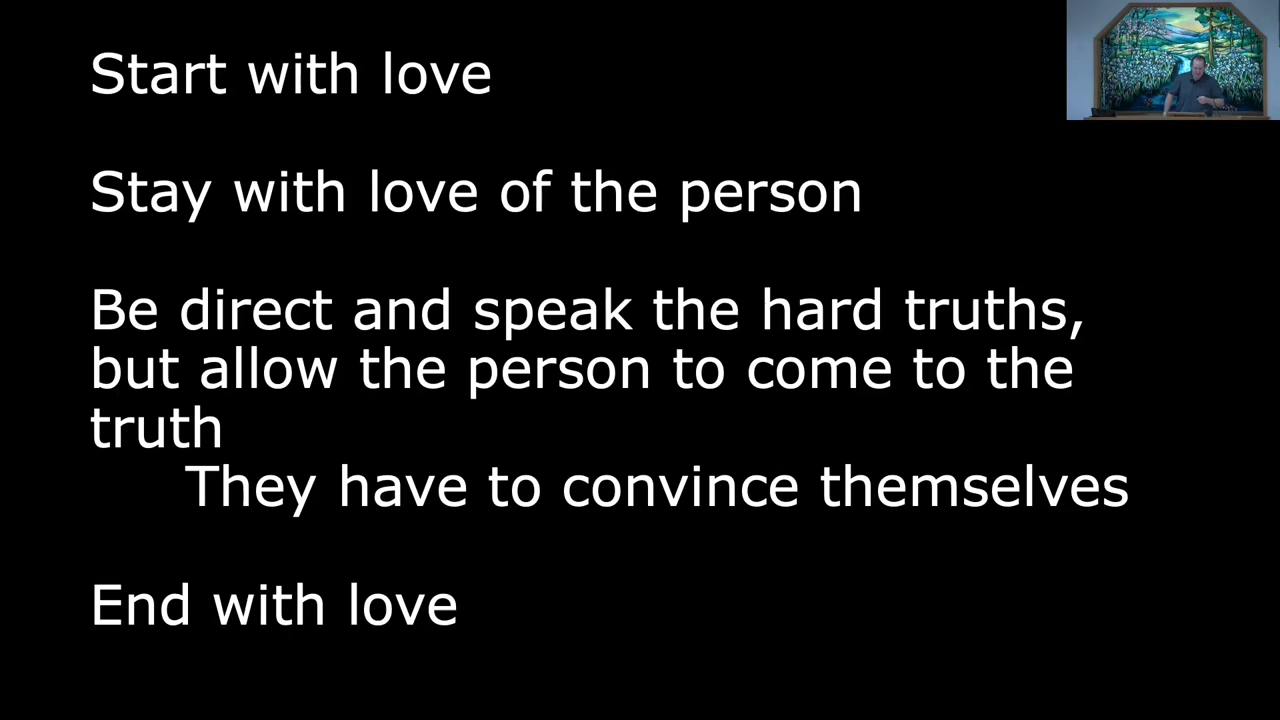 Start with love
Stay with love of the person
Be direct and speak the hard truths,
but allow the person to come to the
truth
They have to convince themselves
End with love